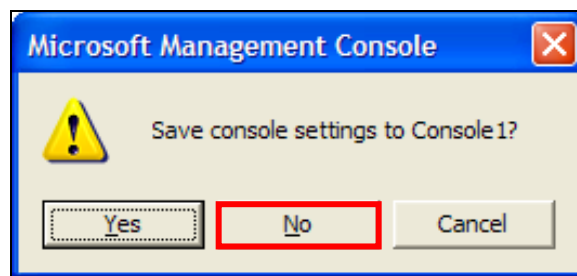 Microsoft Management Console
Save console settings to Console1?
Yes No Cancel